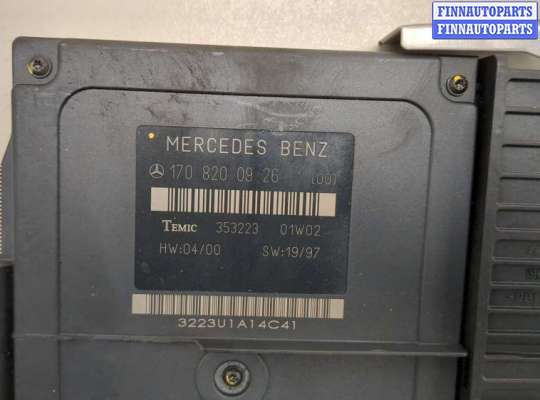 FINNAUTOPARTS
FINNAUTOPARTS
MERCEDES BENZ
170 820 09 26 [00]
TEMIC 353223 01W02
HW:04/00 SW:19/97
3223U1A14C41